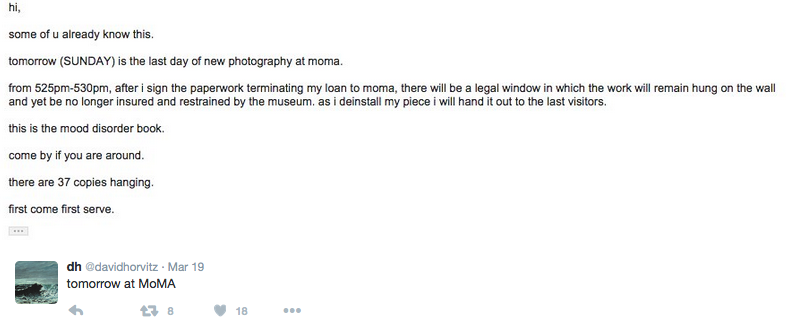 hi,
some of u already know this.
tomorrow (SUNDAY) is the last day of new photography at moma.
from 525pm-530pm, after i sign the paperwork terminating my loan to moma, there will be a legal window in which the work will remain hung on the wall
and yet be no longer insured and restrained by the museum. as i deinstall my piece i will hand it out to the last visitors.
this is the mood disorder book.
come by if you are around.
there are 37 copies hanging.
first come first serve.
dh @davidhorvitz · Mar 19
tomorrow at MoMA
8 18